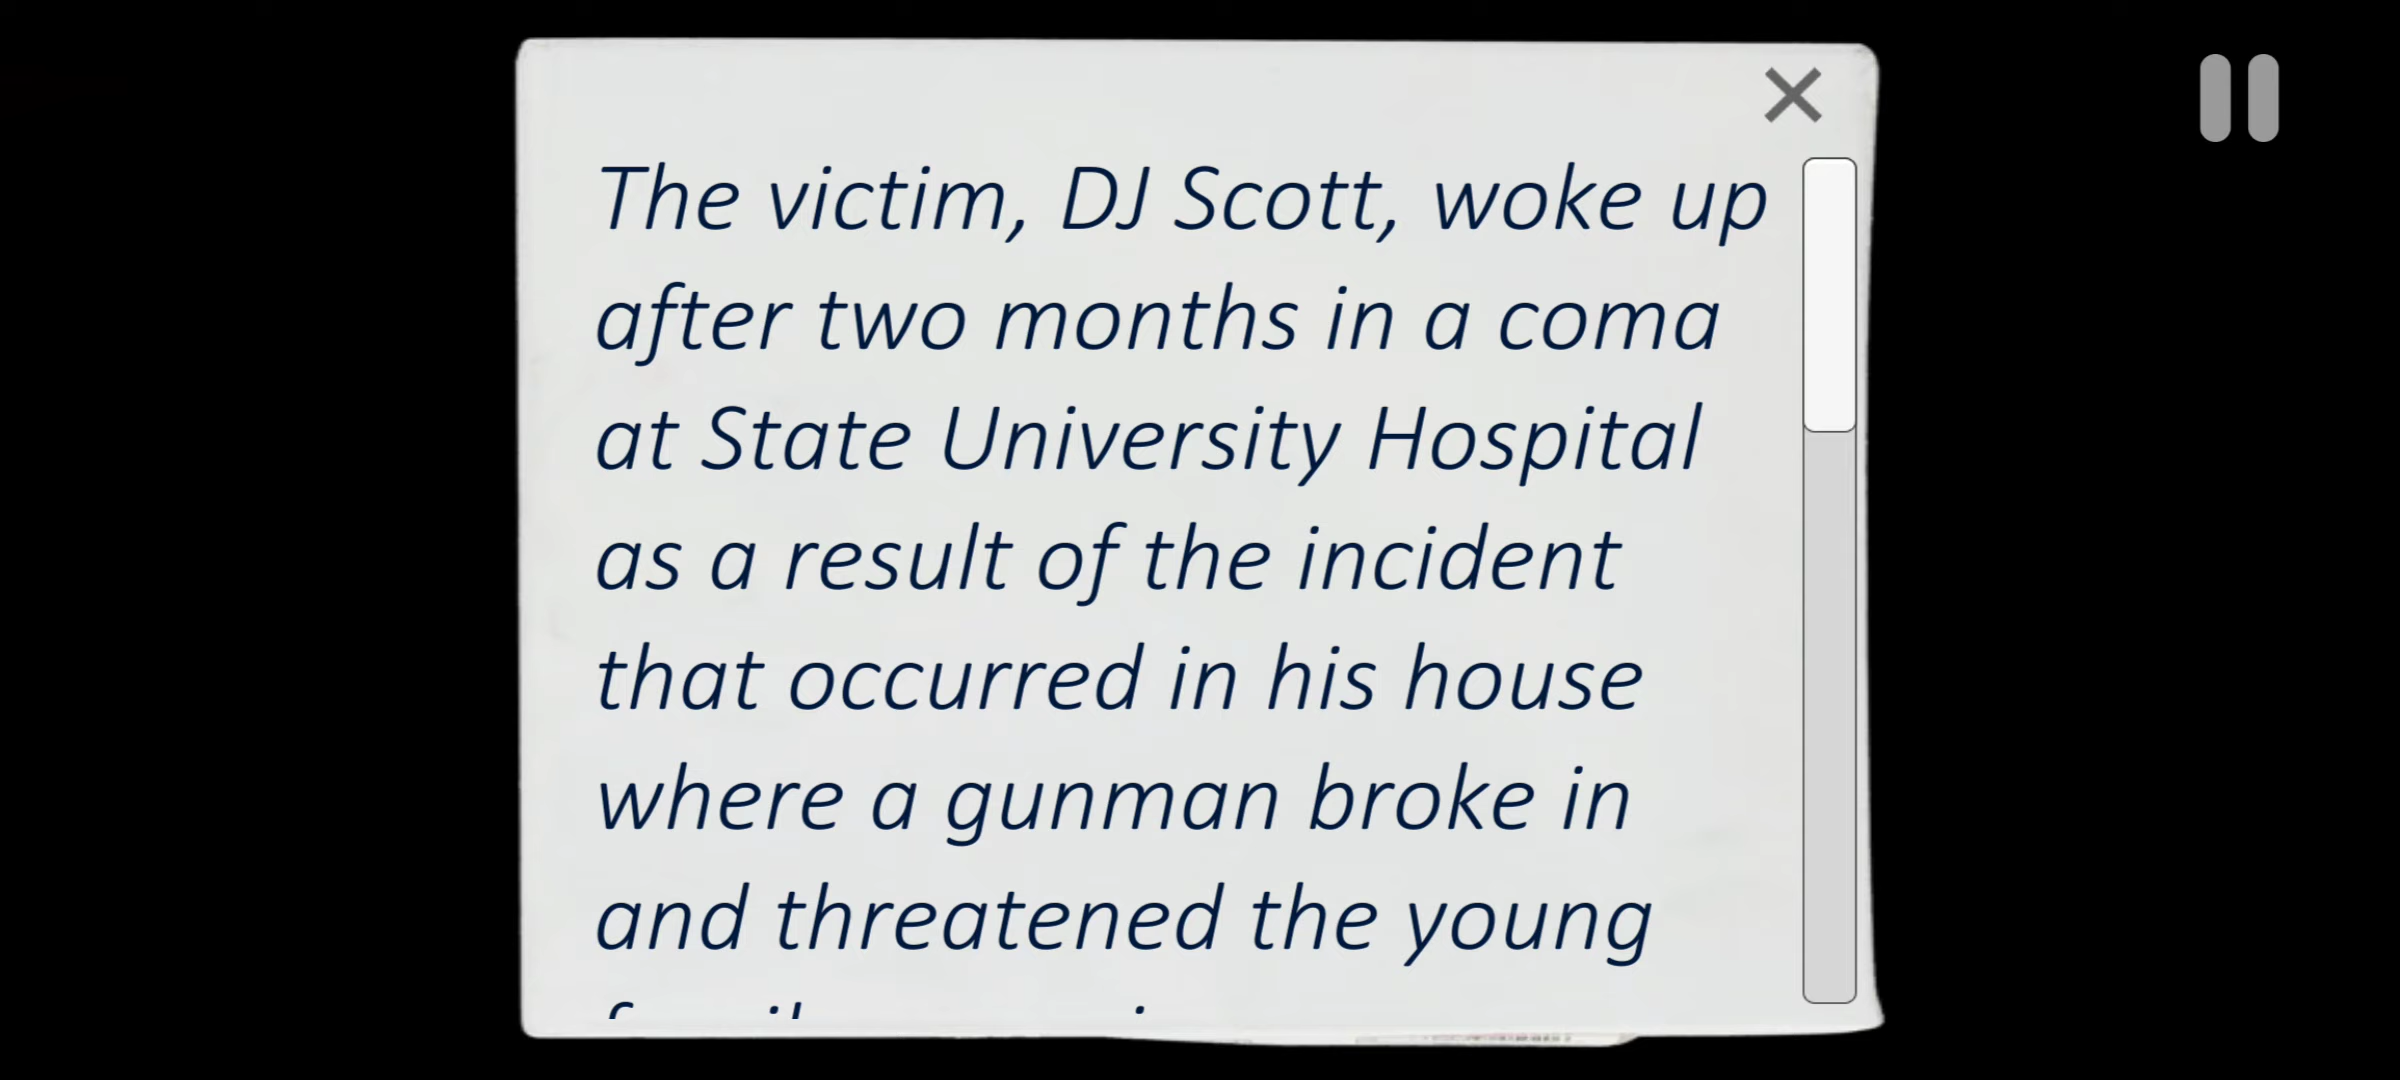 The victim, DJ Scott, woke up
after two months in a coma
at State University Hospital
as a result of the incident
that occurred in his house
where a gunman broke in
and threatened the young